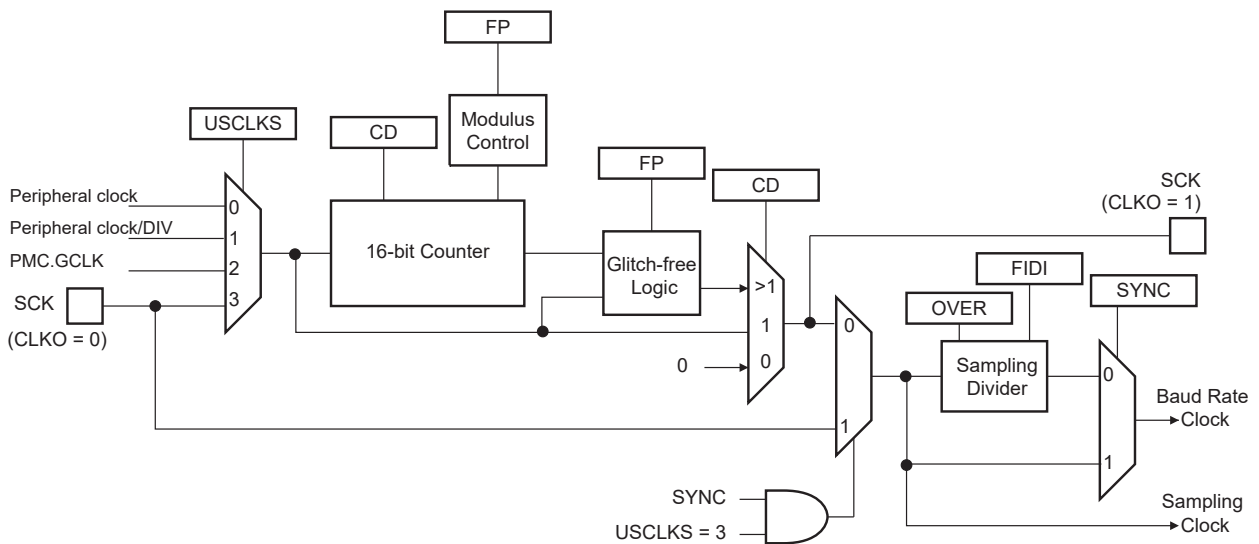 FP
USCLKS
CD
Modulus
Control
FP
CD
SCK
(CLKO = 1)
Peripheral clock
0
Peripheral clock/DIV
1
PMC.GCLK
2
SCK
3
(CLKO = 0)
16-bit Counter
Glitch-free
Logic
>1
1
0
0
FIDI
OVER
SYNC
0
1
Sampling
Divider
0
1
Baud Rate
Clock
SYNC
USCLKS = 3
Sampling
Clock